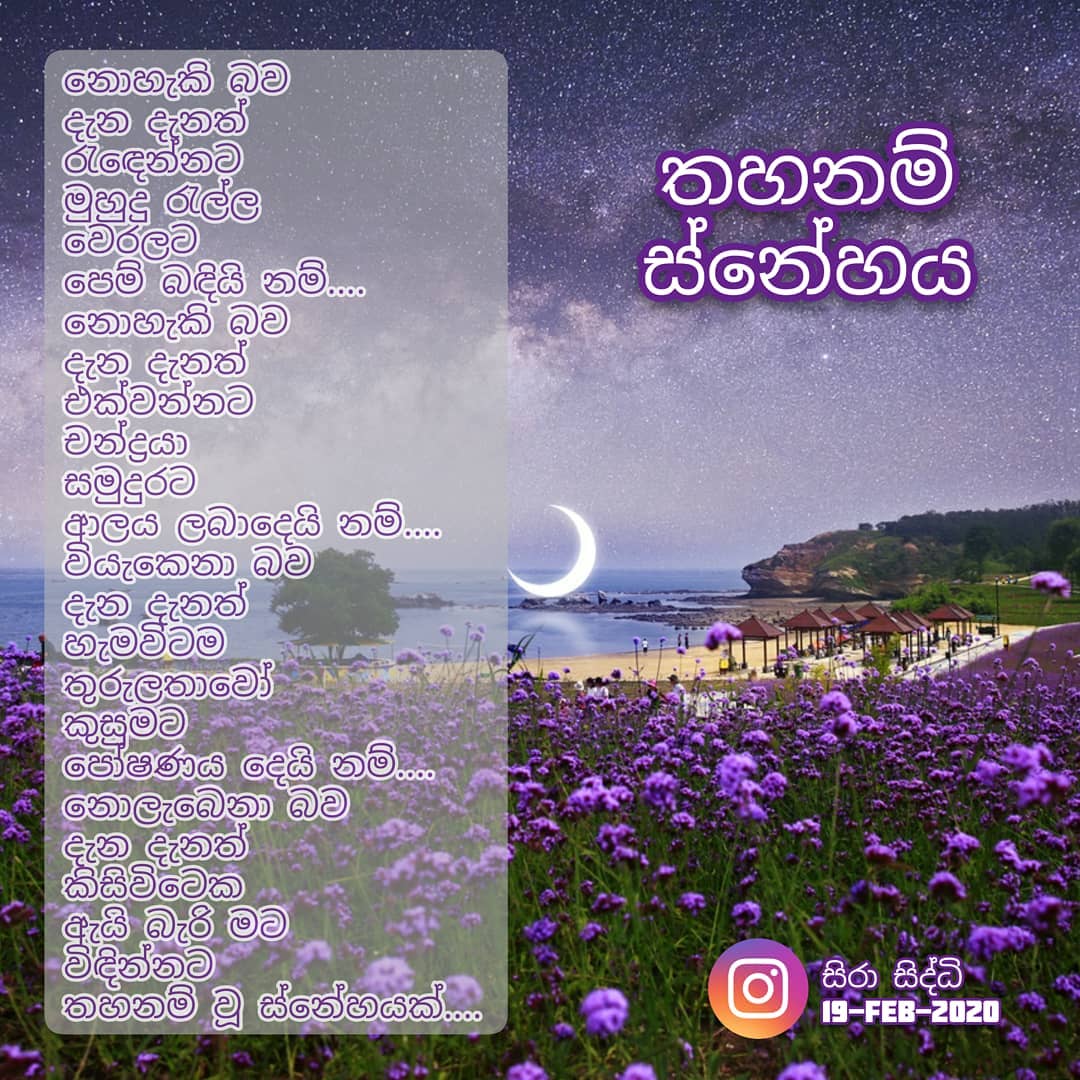 නොහැකි බව
දැන දැනත්
රැඳෙන්නට
මුහුදු රැල්ල
වෙරලට
පෙම් බඳියි නම්....
නොහැකි බව
දැන දැනත්
එක්වන්නට
චන්ද්‍රයා
සමුදුරට
ආලය ලබාදෙයි නම්....
වියැකෙනා බව
දැන දැනත්
හැමවිටම
තුරුලතාවෝ
කුසුමට
පෝෂණය දෙයි නම්....
නොලැබෙනා බව
දැන දැනත්
කිසිවිටෙක
ඇයි බැරි මට
විඳින්නට
තහනම් වූ ස්නේහයක්....
තහනම්
ස්නේහය
සිරා සිද්ධි
19-FEB-2020